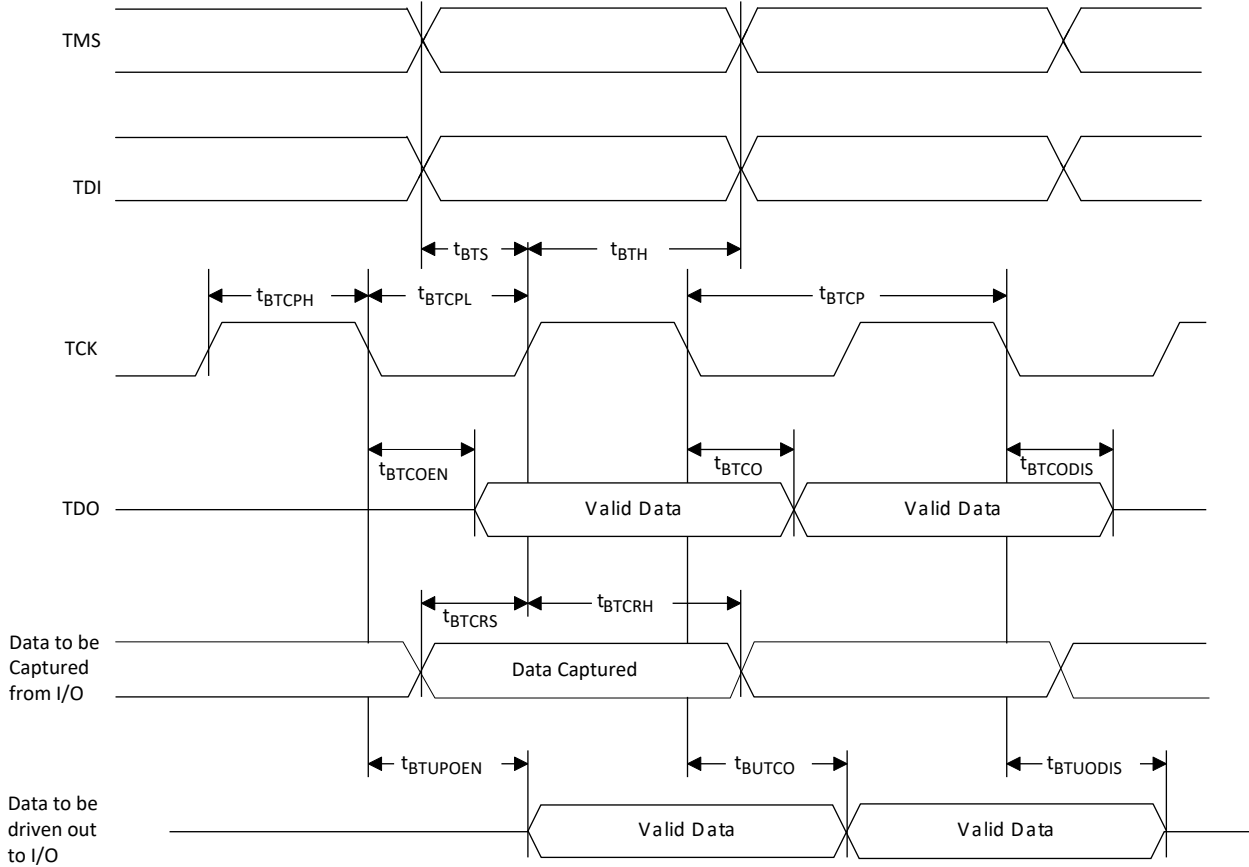 TMS
TDI
tBTS
tBTH
tBTCPH
tBTCPL
tBTCP
TCK
tBTCOEN
tBTCO
tBTCODIS
TDO
Valid Data
Valid Data
tBTCRS
tBTCRH
Data to be
Captured
from I/O
Data Captured
tBTUPOEN
tBUTCO
tBTUODIS
Data to be
driven out
to I/O
Valid Data
Valid Data